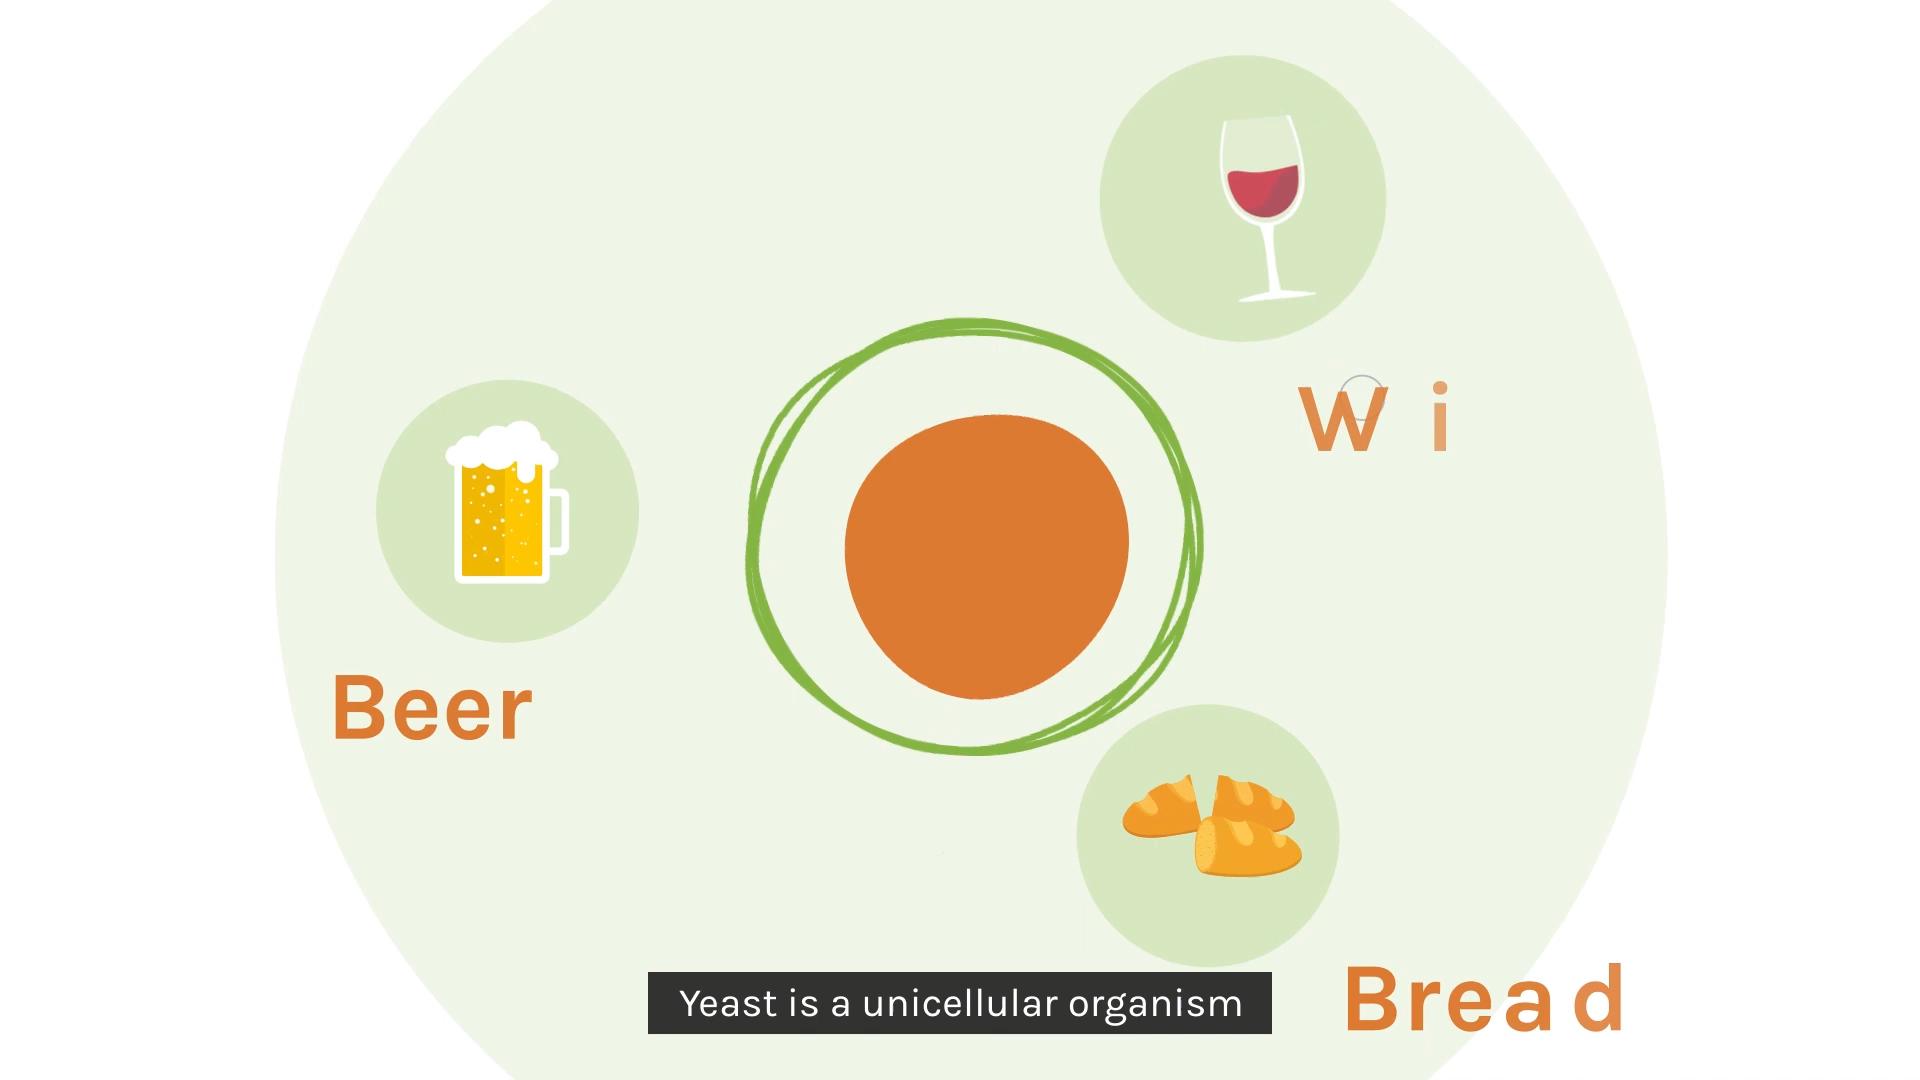 W i
Beer
Bread
Yeast is a unicellular organism